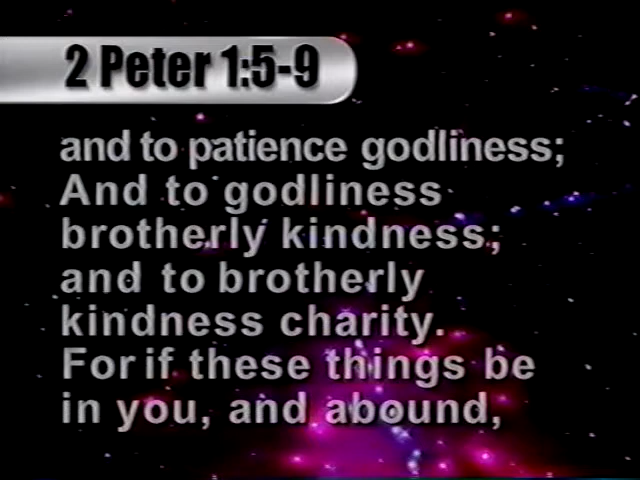 2 Peter 1:5-9
and to patience godliness;
And to godliness
brotherly kindness;
and to brotherly
kindness charity.
For if these things be
in you, and abound,